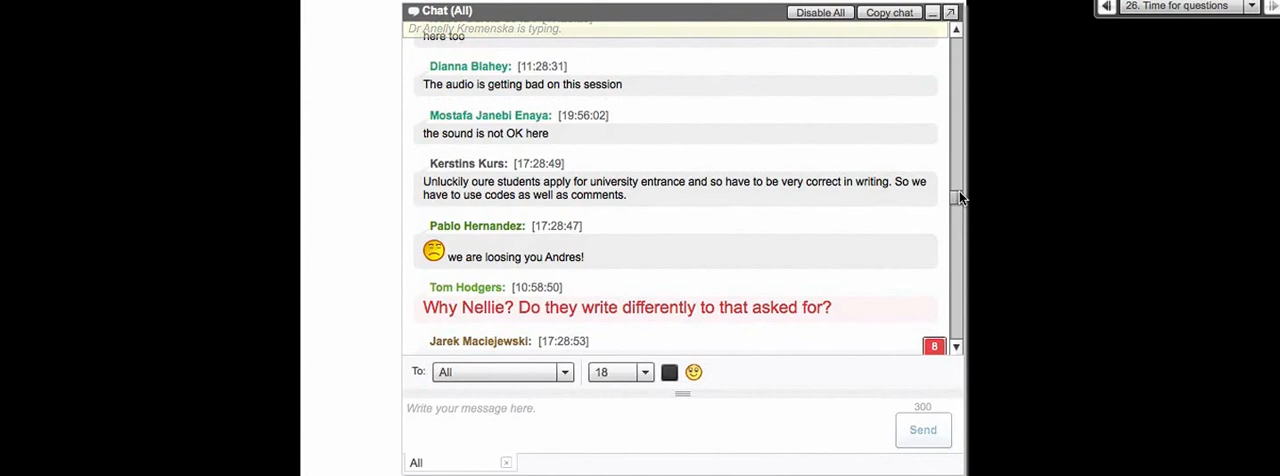 Chat (All)
Disable All
Copy chat
26. Time for questions
Dr Anelly Kremenska is typing.
here too
Dianna Blahey: [11:28:31]
The audio is getting bad on this session
Mostafa Janebi Enaya: [19:56:02]
the sound is not OK here
Kerstins Kurs: [17:28:49]
Unluckily oure students apply for university entrance and so have to be very correct in writing. So we
have to use codes as well as comments.
Pablo Hernandez: [17:28:47]
we are loosing you Andres!
Tom Hodgers: [10:58:50]
Why Nellie? Do they write differently to that asked for?
Jarek Maciejewski: [17:28:53]
8
To: All
18
Write your message here.
300
Send
All